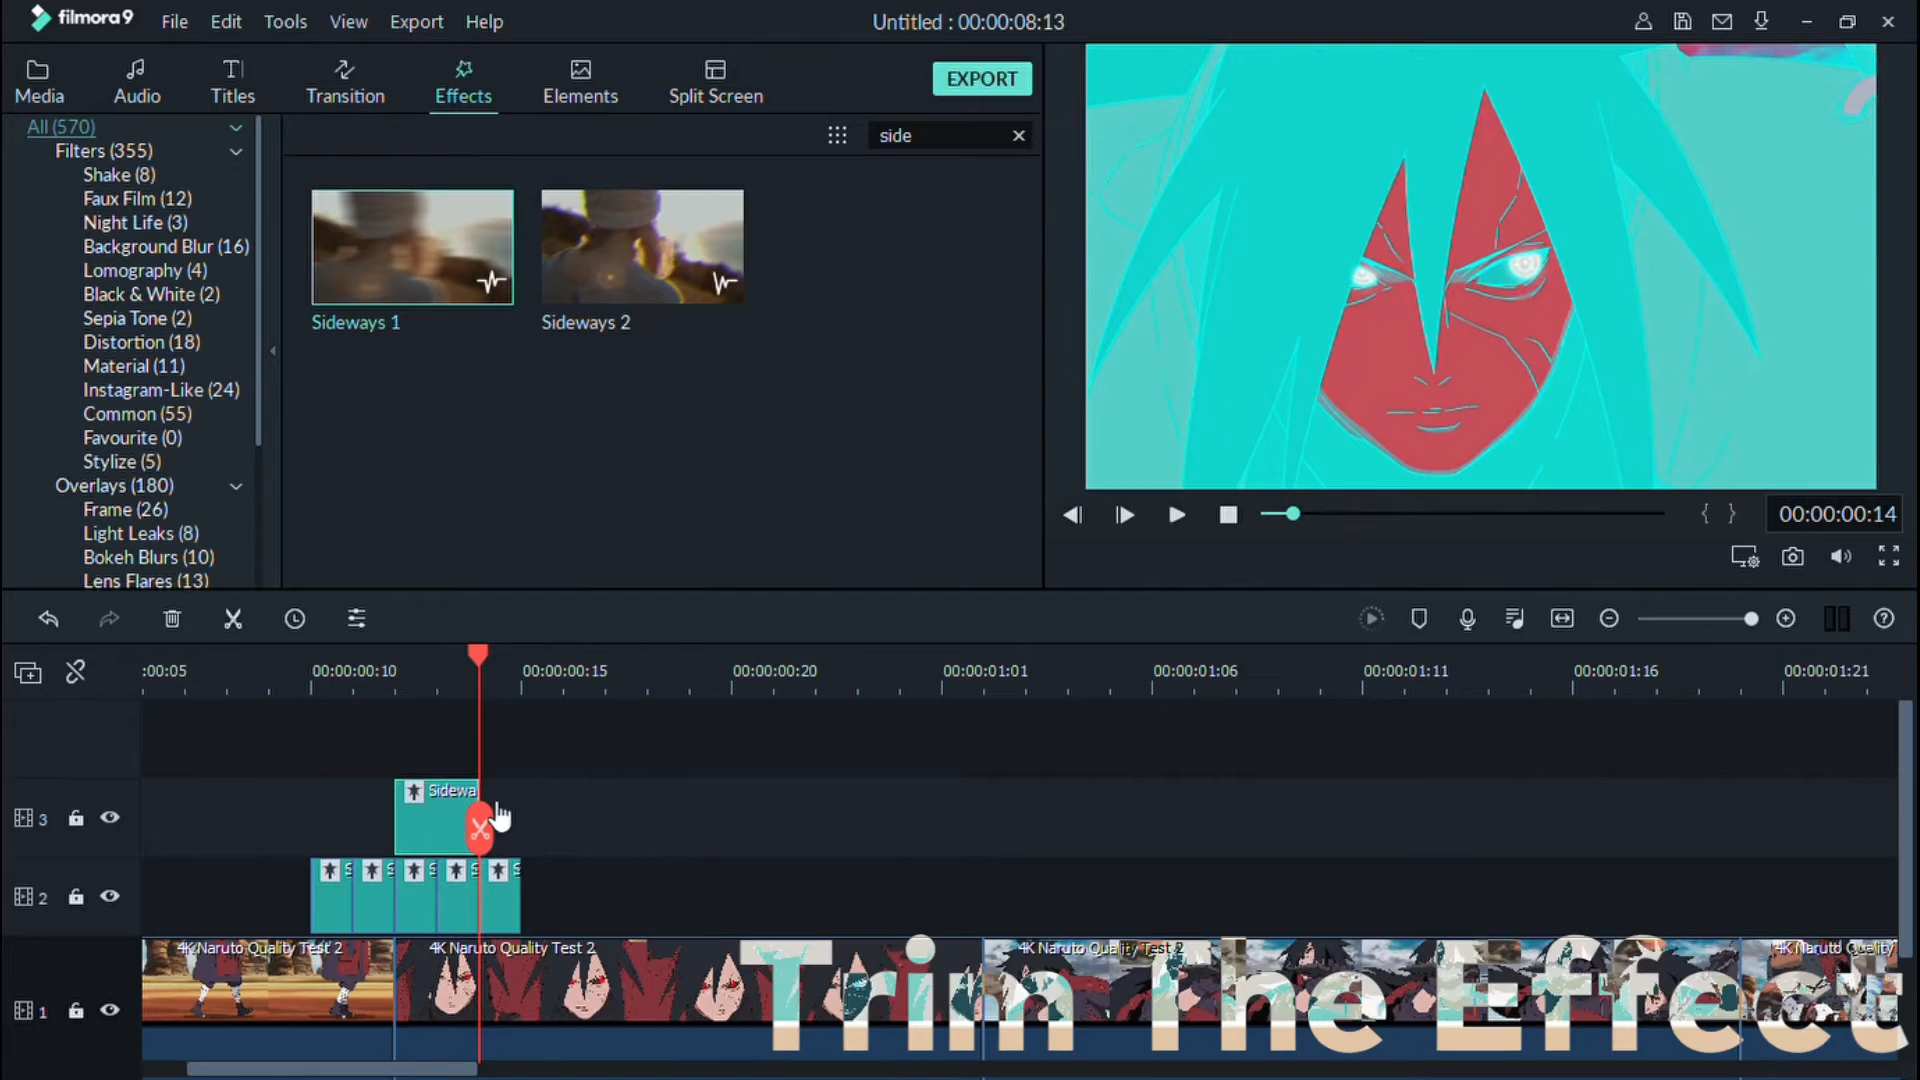 filmora9 File Edit Tools View Export Help Untitled : 00:00:08:13
Media Audio Titles Transition Effects Elements Split Screen EXPORT
All (570)
Filters (355)
Shake (8)
Faux Film (12)
Night Life (3)
Background Blur (16)
Lomography (4)
Black & White (2)
Sepia Tone (2)
Distortion (18)
Material (11)
Instagram-Like (24)
Common (55)
Favourite (0)
Stylize (5)
Overlays (180)
Frame (26)
Light Leaks (8)
Bokeh Blurs (10)
Lens Flares (13)
side
Sideways 1 Sideways 2
00:00:00:14
:00:05 00:00:00:10 00:00:00:15 00:00:00:20 00:00:01:01 00:00:01:06 00:00:01:11 00:00:01:16 00:00:01:21
Sidewa
3
S S S S S
2
4K Naruto Quality Test 2 4K Naruto Quality Test 2 4K Naruto Quality Test 2 4K Naruto Quality
1
Trim The Effect